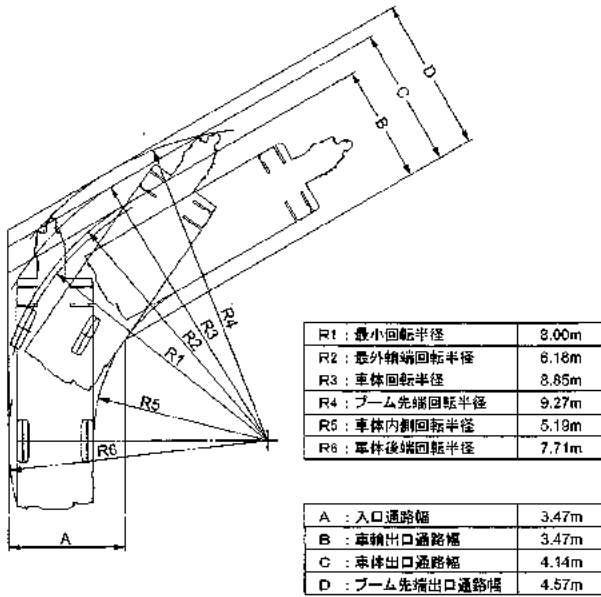 D
C
B
R4
R3
R2
R1
R5
R6
A
R1 : 最小回転半径 8.00m
R2 : 最外輪端回転半径 6.18m
R3 : 車体回転半径 8.85m
R4 : ブーム先端回転半径 9.27m
R5 : 車体内側回転半径 5.19m
R6 : 車体後端回転半径 7.71m
A : 入口通路幅 3.47m
B : 車輪出口通路幅 3.47m
C : 車体出口通路幅 4.14m
D : ブーム先端出口通路幅 4.57m